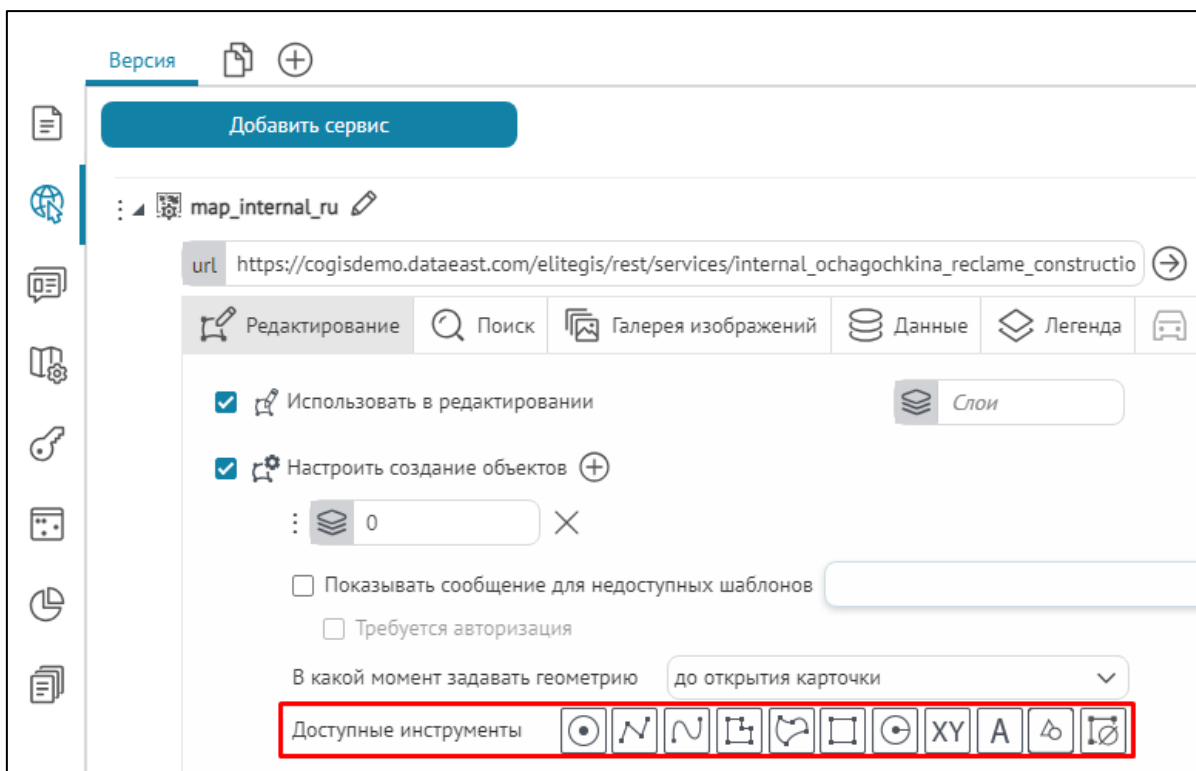 Версия
Добавить сервис
map_internal_ru
url https://cogisdemo.dataeast.com/elitegis/rest/services/internal_ochagochkina_reclame_constructio
Редактирование Поиск Галерея изображений Данные Легенда
Использовать в редактировании Слои
Настроить создание объектов
0
Показывать сообщение для недоступных шаблонов
Требуется авторизация
В какой момент задавать геометрию до открытия карточки
Доступные инструменты XY A